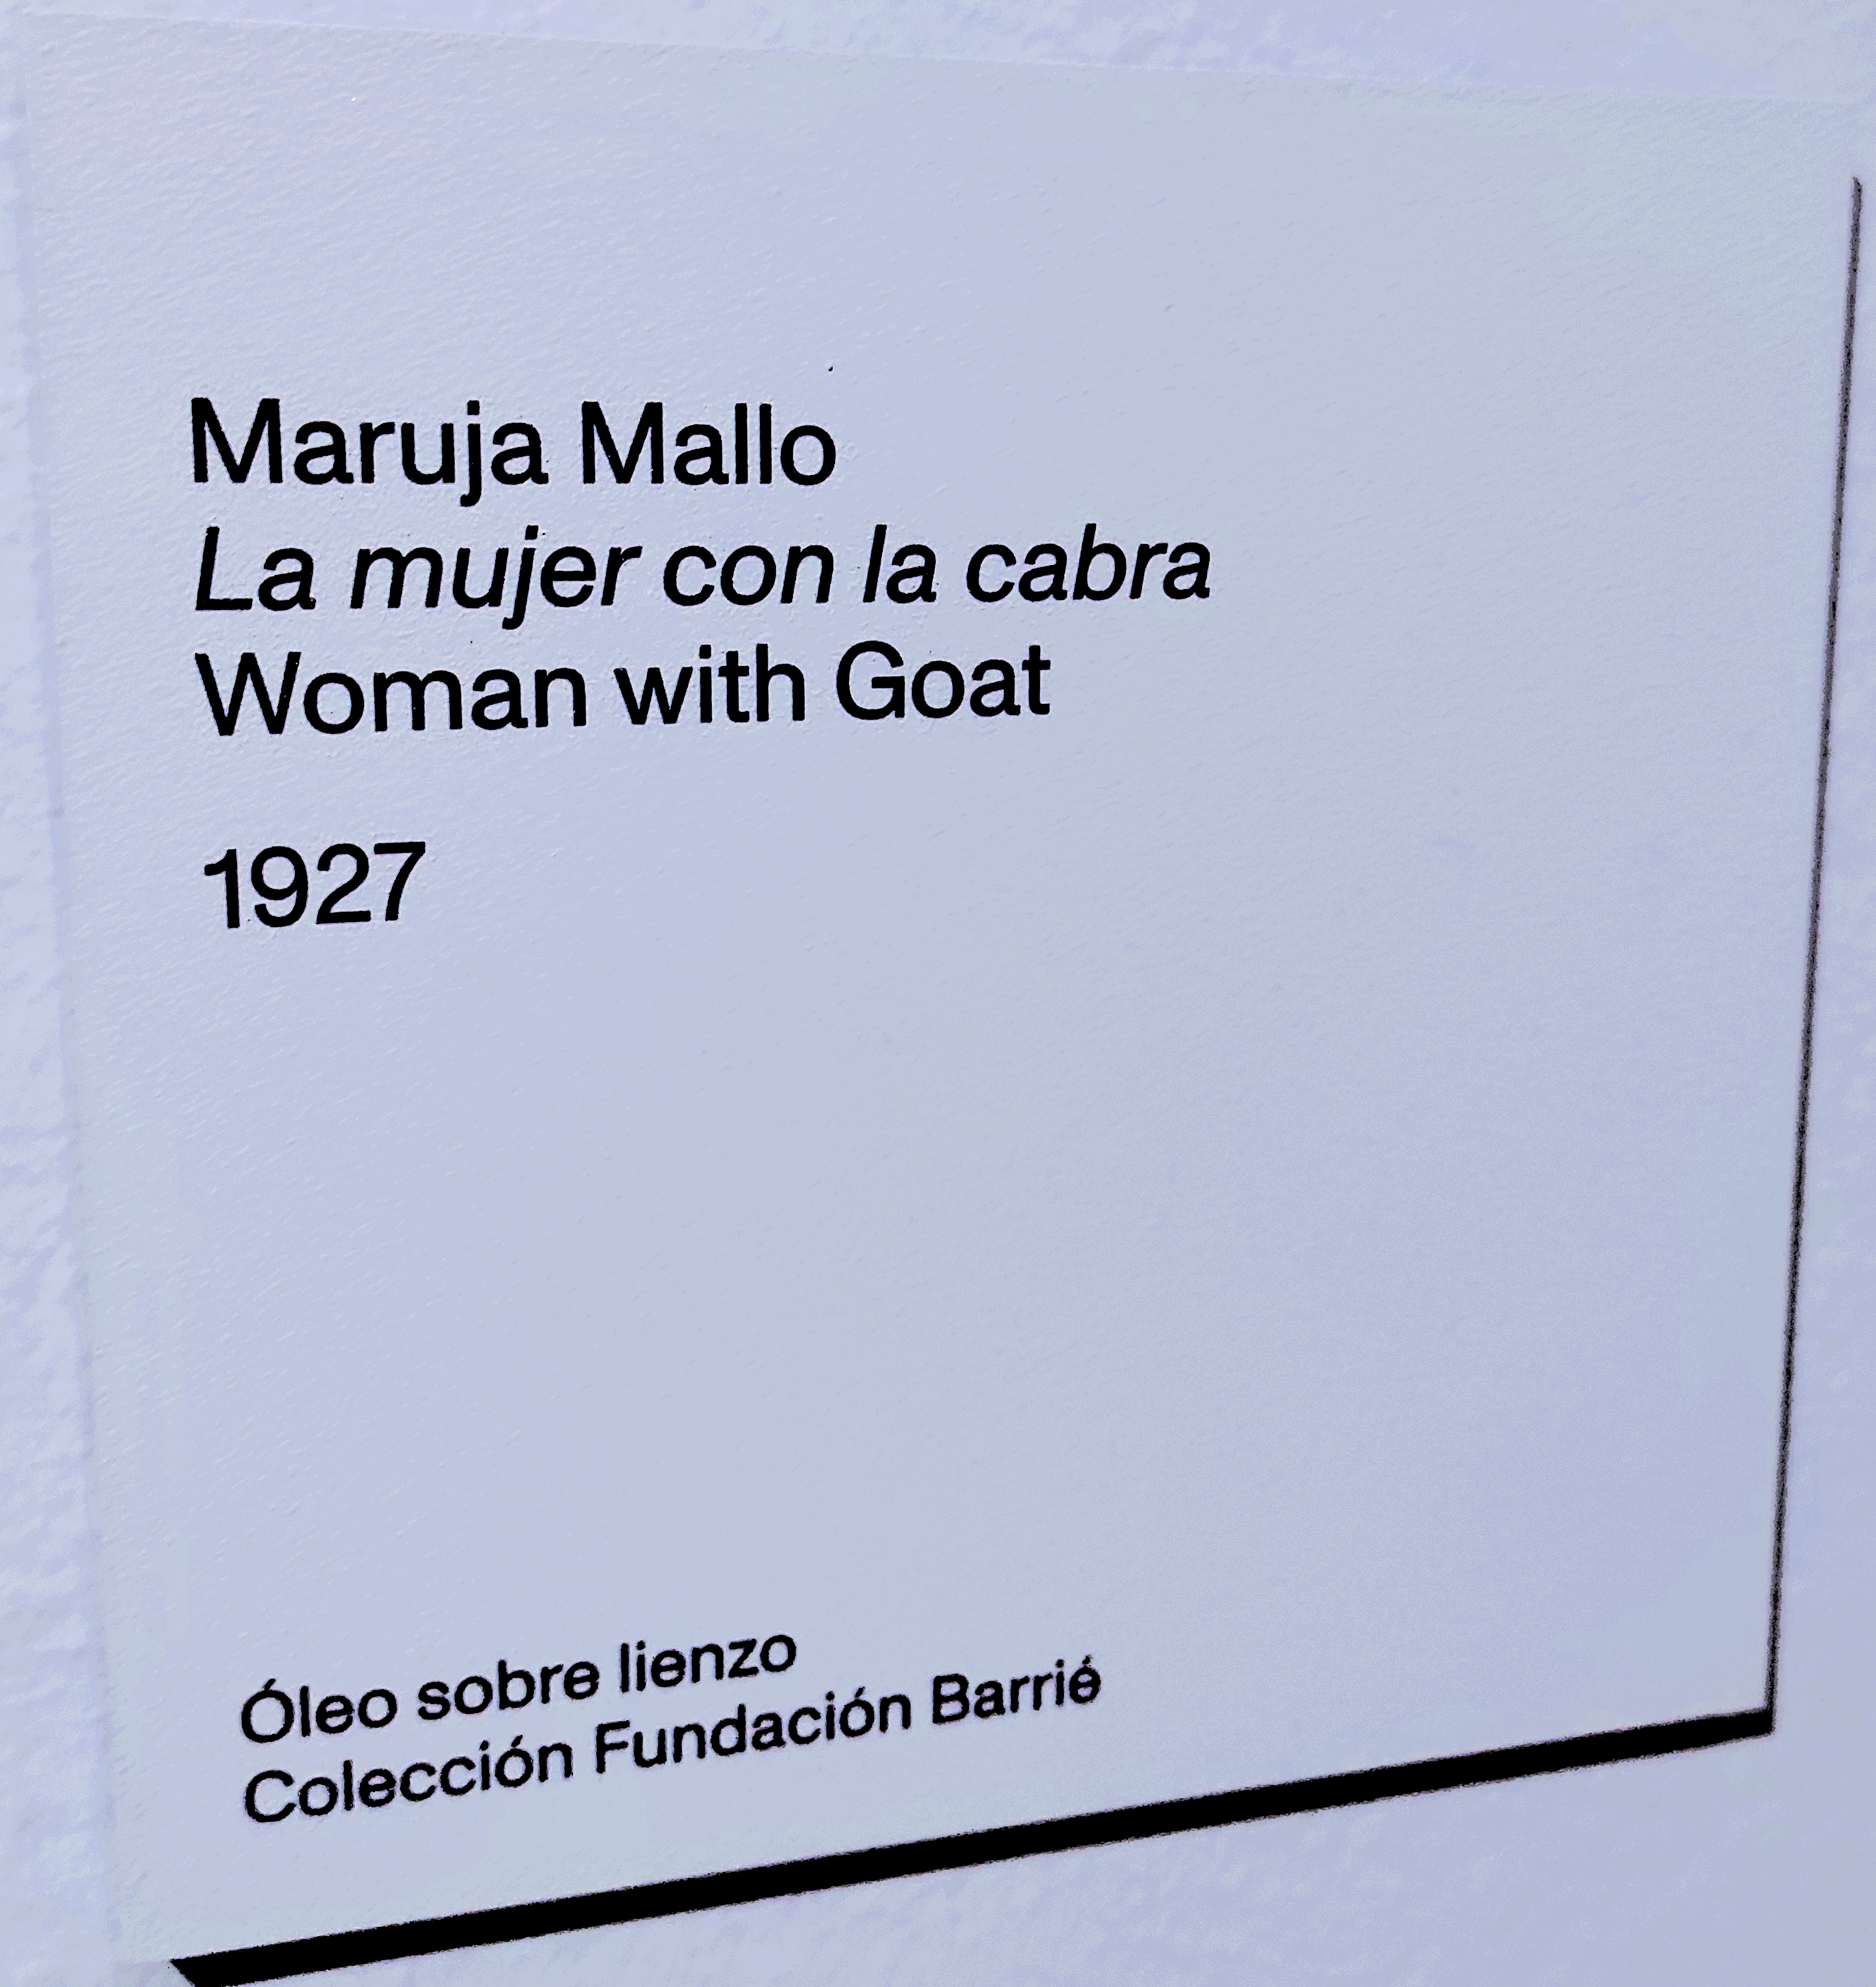 Maruja Mallo
La mujer con la cabra
Woman with Goat
1927
Óleo sobre lienzo
Colección Fundación Barrié